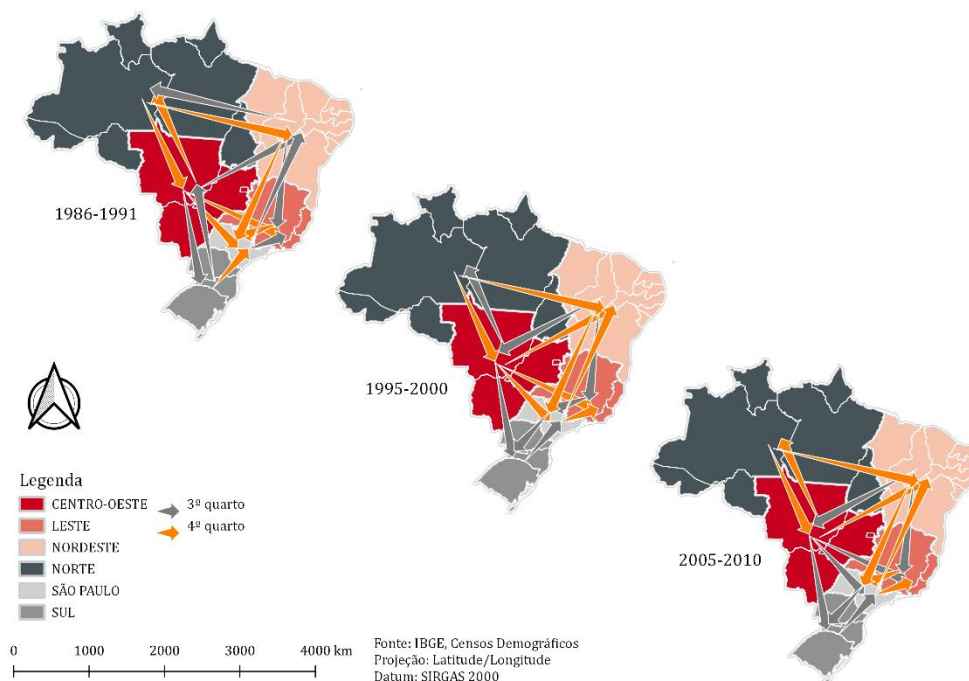 1986-1991
1995-2000
2005-2010
Legenda
CENTRO-OESTE
LESTE
NORDESTE
NORTE
SÃO PAULO
SUL
3º quarto
4º quarto
0 1000 2000 3000 4000 km
Fonte: IBGE, Censos Demográficos
Projeção: Latitude/Longitude
Datum: SIRGAS 2000